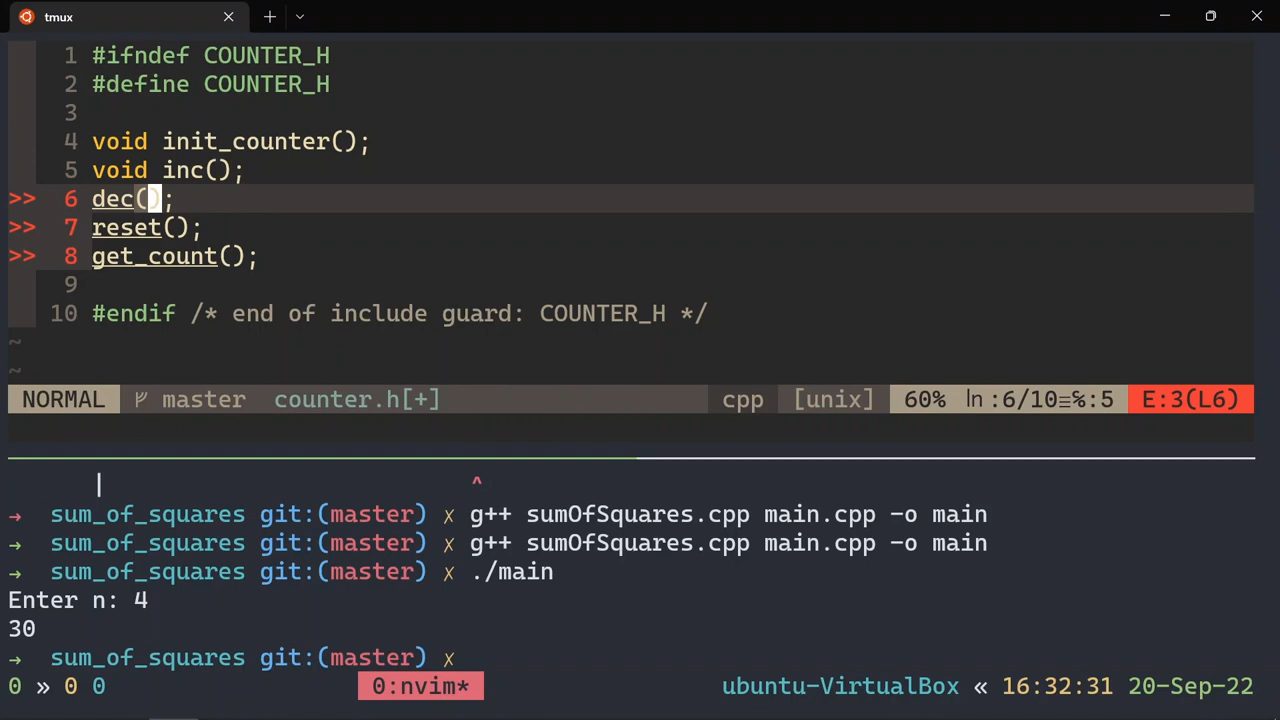 tmux
1 #ifndef COUNTER_H
2 #define COUNTER_H
3
4 void init_counter();
5 void inc();
>> 6 dec();
>> 7 reset();
>> 8 get_count();
9
10 #endif /* end of include guard: COUNTER_H */
~
~
NORMAL master counter.h[+] cpp [unix] 60% ln :6/10≡%:5 E:3(L6)
| ^
→ sum_of_squares git:(master) ✗ g++ sumOfSquares.cpp main.cpp -o main
→ sum_of_squares git:(master) ✗ g++ sumOfSquares.cpp main.cpp -o main
→ sum_of_squares git:(master) ✗ ./main
Enter n: 4
30
→ sum_of_squares git:(master) ✗
0 » 0 0 0:nvim* ubuntu-VirtualBox « 16:32:31 20-Sep-22